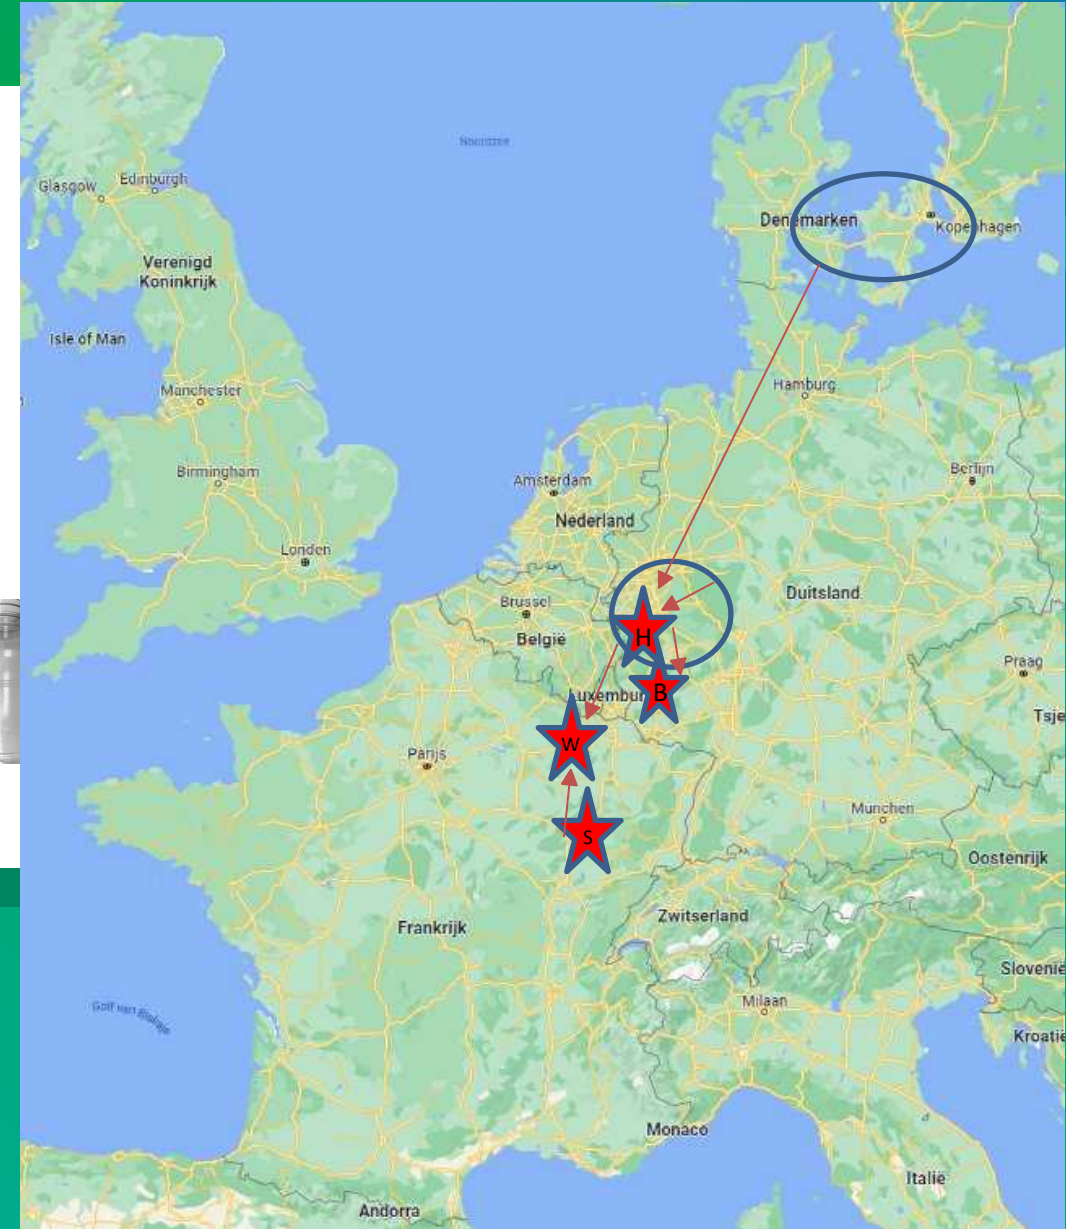 Noordzee
Glasgow
Edinburgh
Denemarken
Kopenhagen
Verenigd
Koninkrijk
Isle of Man
Hamburg
Manchester
Birmingham
Berlijn
Amsterdam
Nederland
Londen
Duitsland
Brussel
H
België
Praag
Luxembur
B
Tsje
W
Parijs
München
S
Oostenrijk
Zwitserland
Frankrijk
Slovenië
Milaan
Golf van Biskaje
Kroatië
Monaco
Italië
Andorra